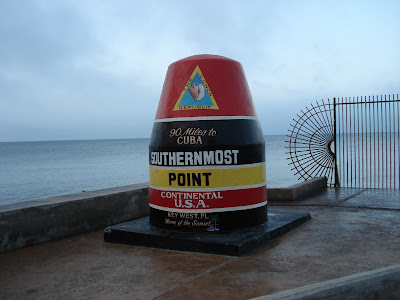 90 Miles to
CUBA
SOUTHERNMOST
POINT
CONTINENTAL
U.S.A.
KEY WEST, FL
Home of the Sunset